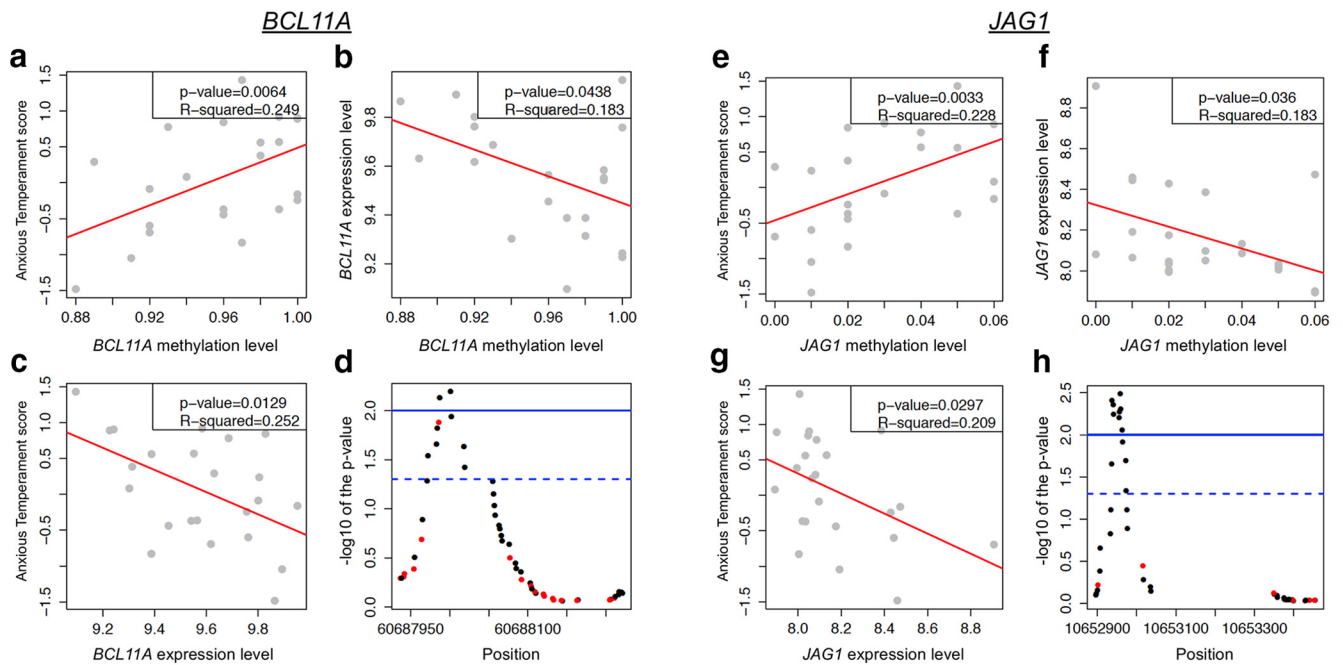 BCL11A
JAG1
a
p-value=0.0064
R-squared=0.249
Anxious Temperament score
−1.5 −0.5 0.5 1.0 1.5
0.88 0.92 0.96 1.00
BCL11A methylation level
b
p-value=0.0438
R-squared=0.183
BCL11A expression level
9.2 9.4 9.6 9.8
0.88 0.92 0.96 1.00
BCL11A methylation level
e
p-value=0.0033
R-squared=0.228
Anxious Temperament score
−1.5 −0.5 0.5 1.0 1.5
0.00 0.02 0.04 0.06
JAG1 methylation level
f
p-value=0.036
R-squared=0.183
JAG1 expression level
8.0 8.2 8.4 8.6 8.8
0.00 0.02 0.04 0.06
JAG1 methylation level
c
p-value=0.0129
R-squared=0.252
Anxious Temperament score
−1.5 −0.5 0.5 1.0 1.5
9.2 9.4 9.6 9.8
BCL11A expression level
d
-log10 of the p-value
0.0 0.5 1.0 1.5 2.0
60687950 60688100
Position
g
p-value=0.0297
R-squared=0.209
Anxious Temperament score
−1.5 −0.5 0.5 1.0 1.5
8.0 8.2 8.4 8.6 8.8
JAG1 expression level
h
-log10 of the p-value
0.0 0.5 1.0 1.5 2.0 2.5
10652900 10653100 10653300
Position